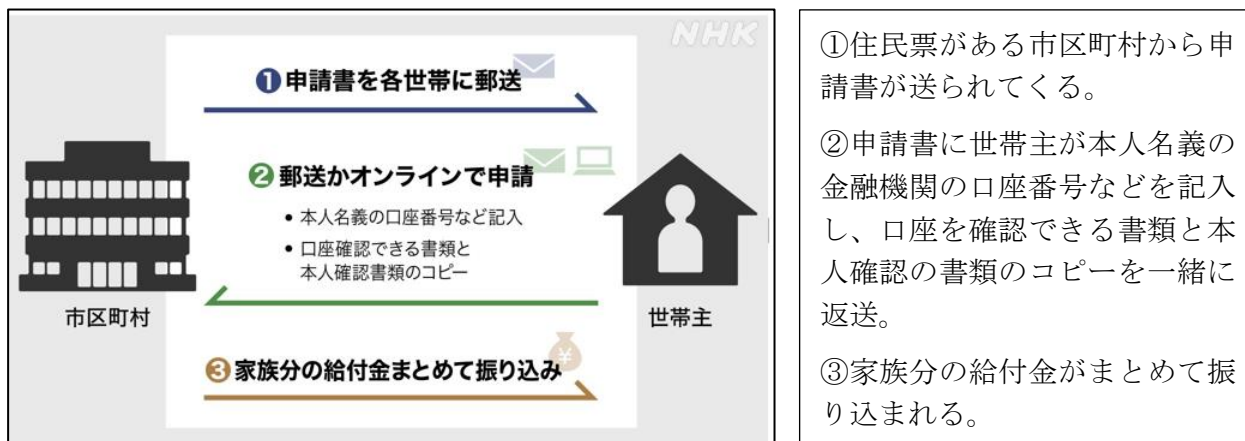 NHK
❶申請書を各世帯に郵送
❷郵送かオンラインで申請
• 本人名義の口座番号など記入
• 口座確認できる書類と
本人確認書類のコピー
市区町村
世帯主
¥
❸家族分の給付金まとめて振り込み
①住民票がある市区町村から申
請書が送られてくる。
②申請書に世帯主が本人名義の
金融機関の口座番号などを記入
し、口座を確認できる書類と本
人確認の書類のコピーを一緒に
返送。
③家族分の給付金がまとめて振
り込まれる。